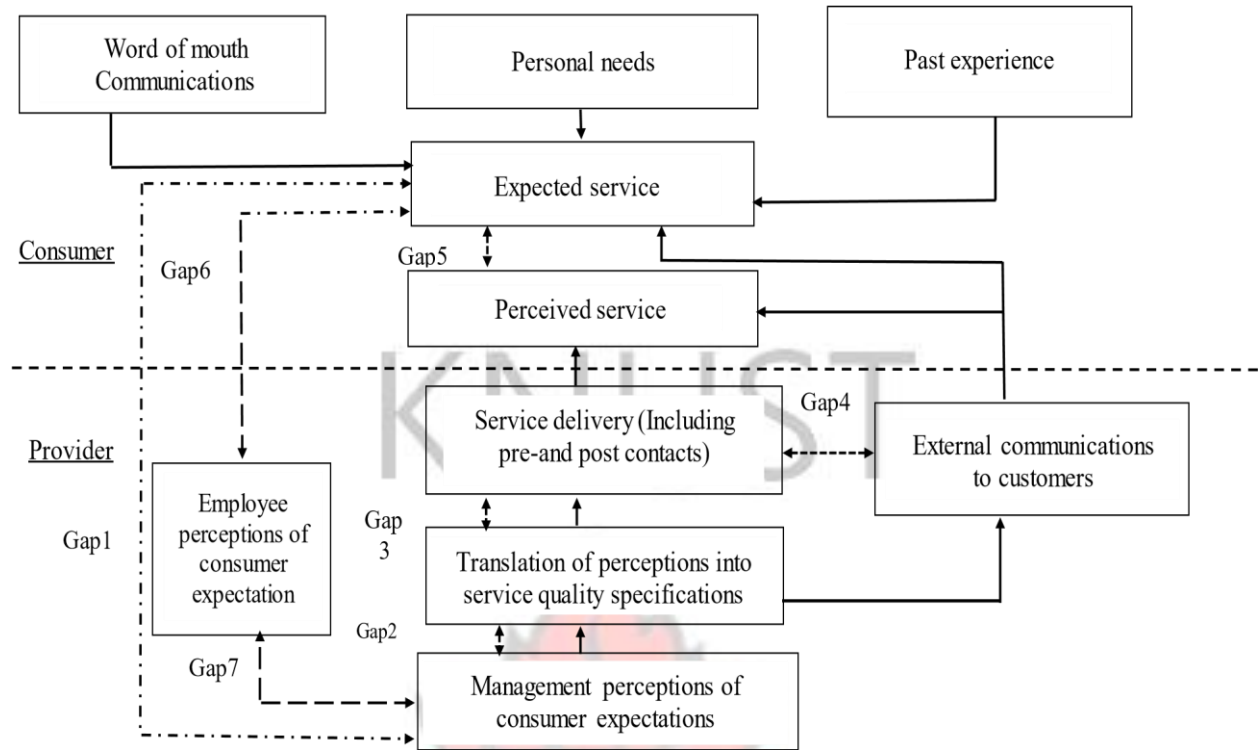 Word of mouth
Communications
Personal needs
Past experience
Expected service
Consumer
Gap6
Gap5
Perceived service
KNUST
Provider
Service delivery (Including
pre-and post contacts)
Gap4
External communications
to customers
Employee
perceptions of
consumer
expectation
Gap1
Gap
3
Translation of perceptions into
service quality specifications
Gap2
Gap7
Management perceptions of
consumer expectations